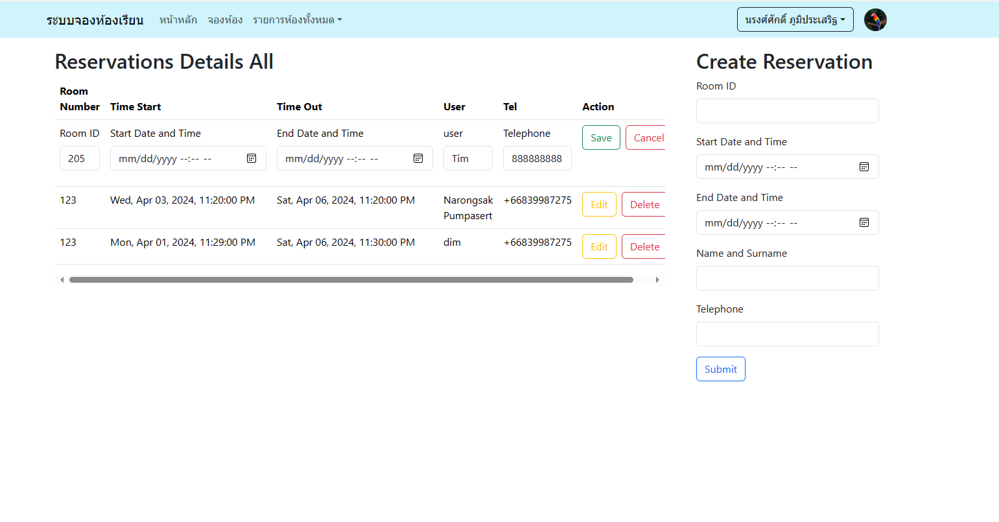 ระบบจองห้องเรียน หน้าหลัก จองห้อง รายการห้องทั้งหมด นรงศ์ศักดิ์ ภูมิประเสริฐ
Reservations Details All
Room
Number Time Start Time Out User Tel Action
Room ID Start Date and Time End Date and Time user Telephone Save Cancel
205 mm/dd/yyyy --:-- -- mm/dd/yyyy --:-- -- Tim 888888888
123 Wed, Apr 03, 2024, 11:20:00 PM Sat, Apr 06, 2024, 11:20:00 PM Narongsak +66839987275 Edit Delete
Pumpasert
123 Mon, Apr 01, 2024, 11:29:00 PM Sat, Apr 06, 2024, 11:30:00 PM dim +66839987275 Edit Delete
Create Reservation
Room ID
Start Date and Time
mm/dd/yyyy --:-- --
End Date and Time
mm/dd/yyyy --:-- --
Name and Surname
Telephone
Submit